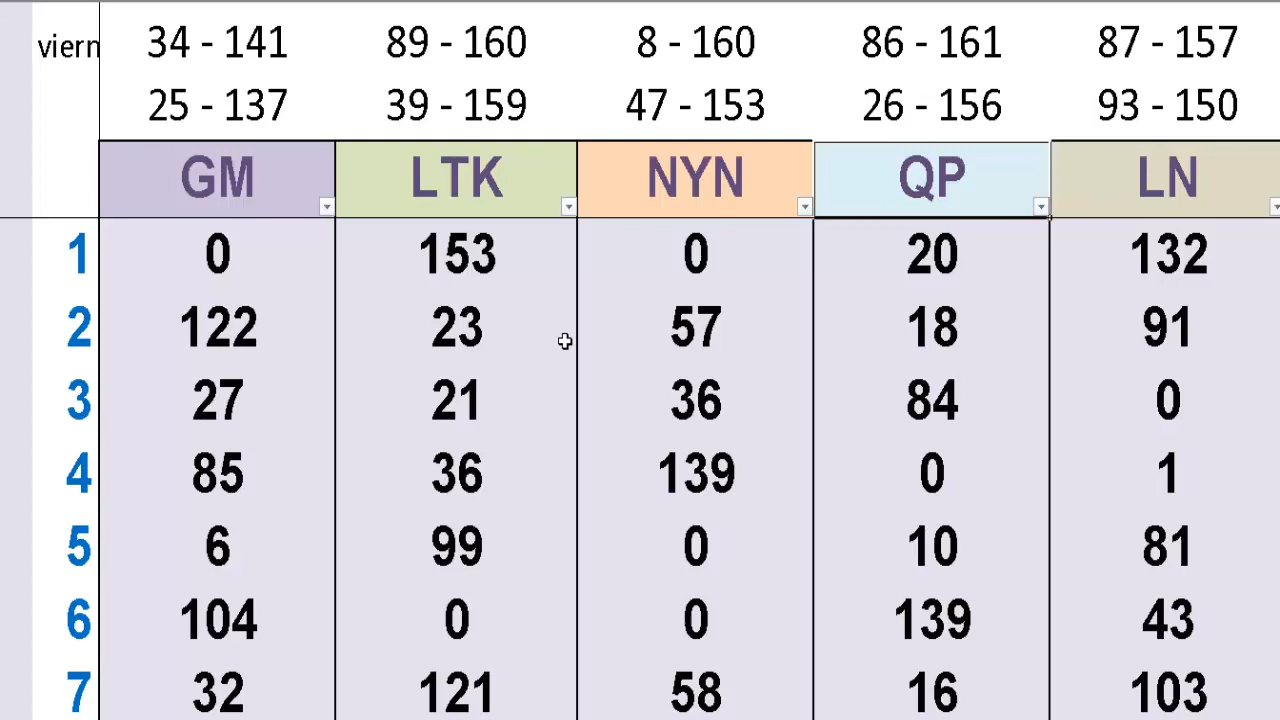 viern 34 - 141 89 - 160 8 - 160 86 - 161 87 - 157
25 - 137 39 - 159 47 - 153 26 - 156 93 - 150
GM LTK NYN QP LN
1 0 153 0 20 132
2 122 23 57 18 91
3 27 21 36 84 0
4 85 36 139 0 1
5 6 99 0 10 81
6 104 0 0 139 43
7 32 121 58 16 103